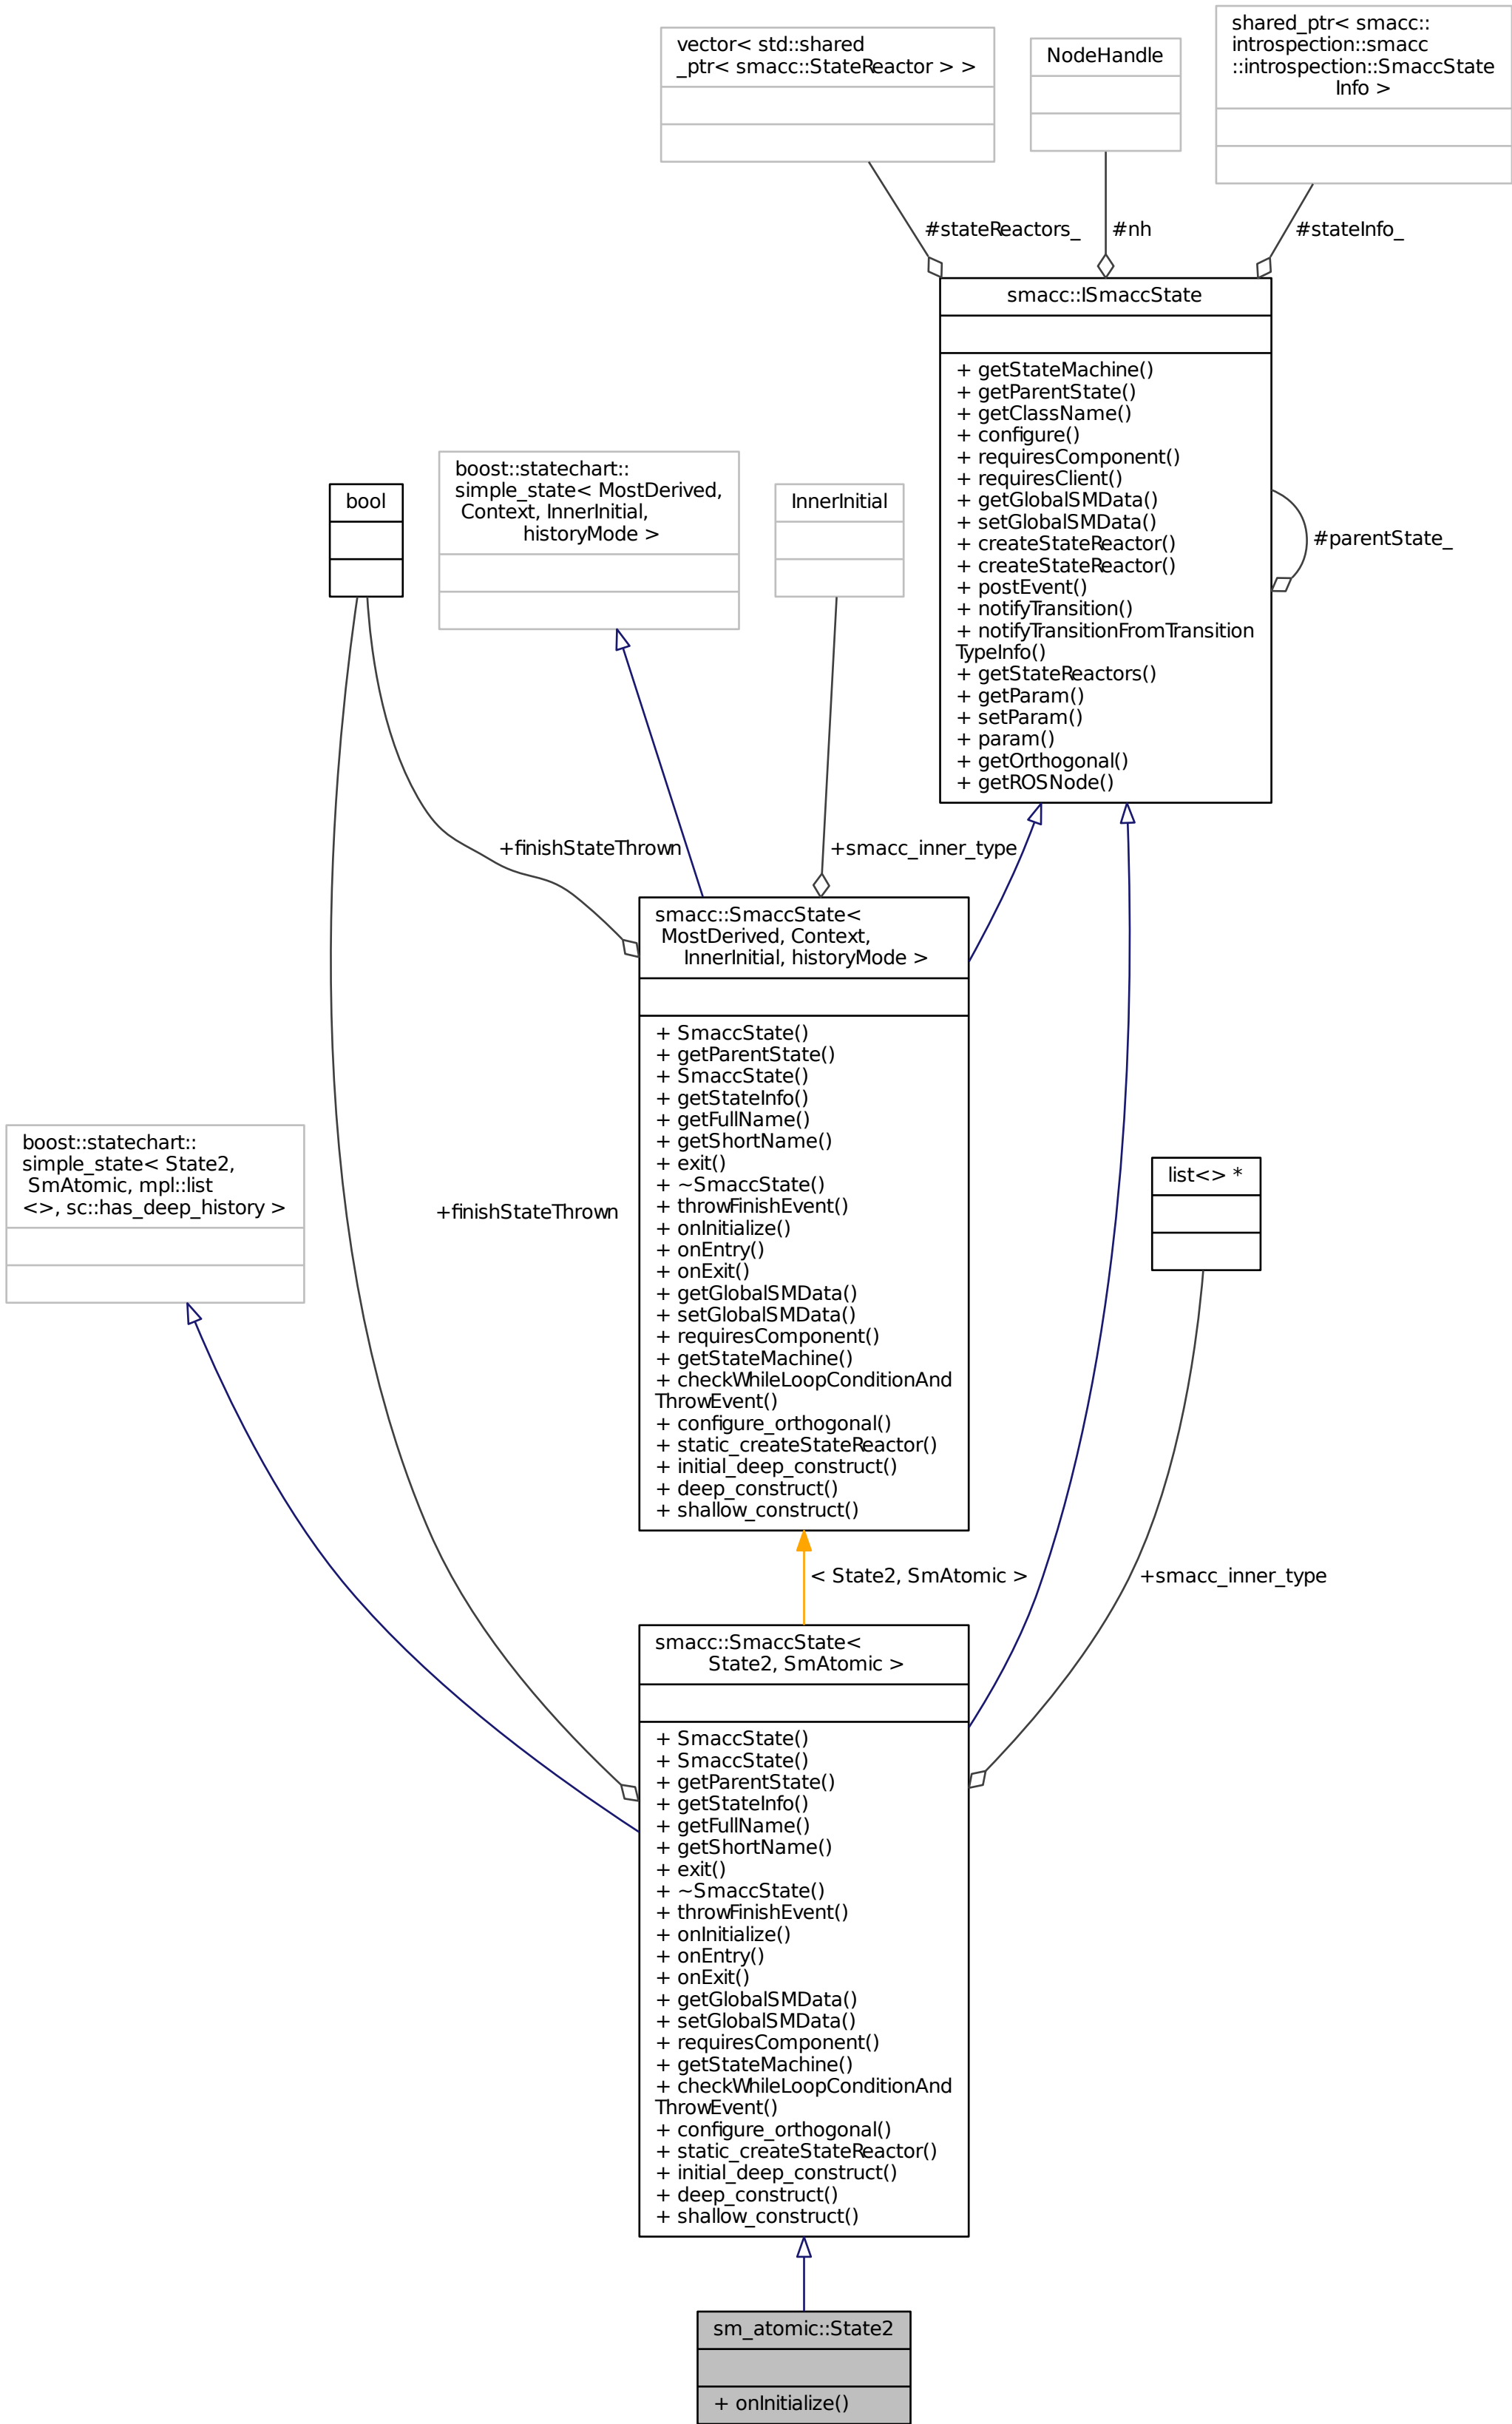 vector< std::shared
_ptr< smacc::StateReactor > >
NodeHandle
shared_ptr< smacc::
introspection::smacc
::introspection::SmaccState
Info >
#stateReactors_
#nh
#stateInfo_
smacc::ISmaccState
+ getStateMachine()
+ getParentState()
+ getClassName()
+ configure()
+ requiresComponent()
+ requiresClient()
+ getGlobalSMData()
+ setGlobalSMData()
+ createStateReactor()
+ createStateReactor()
+ postEvent()
+ notifyTransition()
+ notifyTransitionFromTransition
TypeInfo()
+ getStateReactors()
+ getParam()
+ setParam()
+ param()
+ getOrthogonal()
+ getROSNode()
#parentState_
bool
boost::statechart::
simple_state< MostDerived,
Context, InnerInitial,
historyMode >
InnerInitial
+finishStateThrown
+smacc_inner_type
smacc::SmaccState<
MostDerived, Context,
InnerInitial, historyMode >
+ SmaccState()
+ getParentState()
+ SmaccState()
+ getStateInfo()
+ getFullName()
+ getShortName()
+ exit()
+ ~SmaccState()
+ throwFinishEvent()
+ onInitialize()
+ onEntry()
+ onExit()
+ getGlobalSMData()
+ setGlobalSMData()
+ requiresComponent()
+ getStateMachine()
+ checkWhileLoopConditionAnd
ThrowEvent()
+ configure_orthogonal()
+ static_createStateReactor()
+ initial_deep_construct()
+ deep_construct()
+ shallow_construct()
boost::statechart::
simple_state< State2,
SmAtomic, mpl::list
<>, sc::has_deep_history >
+finishStateThrown
list<> *
< State2, SmAtomic >
+smacc_inner_type
smacc::SmaccState<
State2, SmAtomic >
+ SmaccState()
+ SmaccState()
+ getParentState()
+ getStateInfo()
+ getFullName()
+ getShortName()
+ exit()
+ ~SmaccState()
+ throwFinishEvent()
+ onInitialize()
+ onEntry()
+ onExit()
+ getGlobalSMData()
+ setGlobalSMData()
+ requiresComponent()
+ getStateMachine()
+ checkWhileLoopConditionAnd
ThrowEvent()
+ configure_orthogonal()
+ static_createStateReactor()
+ initial_deep_construct()
+ deep_construct()
+ shallow_construct()
sm_atomic::State2
+ onInitialize()